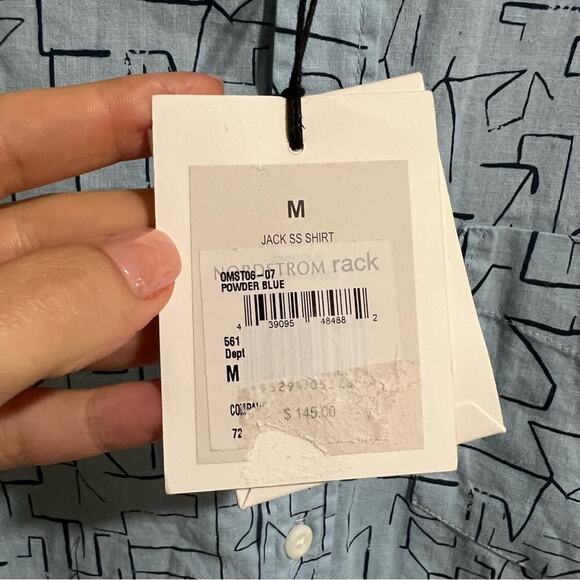 M
JACK SS SHIRT
NORDSTROM rack
OMST06-07
POWDER BLUE
4 39095 48488 2
561
Dept
M
$ 145.00
72